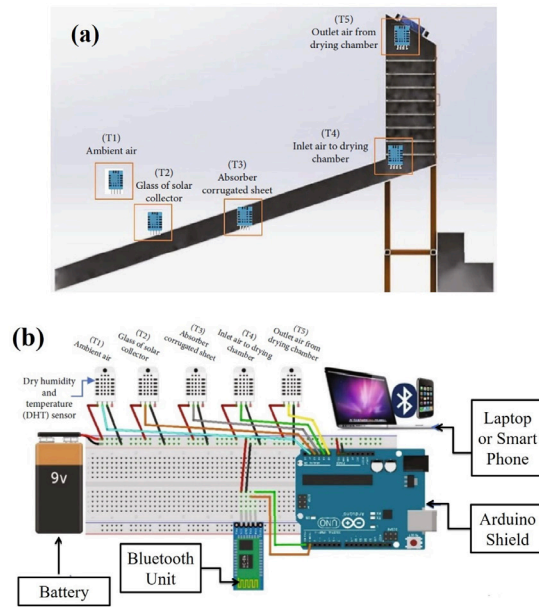 (a)
(T5)
Outlet air from
drying chamber
(T4)
Inlet air to drying
chamber
(T1)
Ambient air
(T2)
Glass of solar
collector
(T3)
Absorber
corrugated sheet
(b)
(T1)
Ambient air
(T2)
Glass of solar
collector
(T3)
Absorber
corrugated sheet
(T4)
Inlet air to drying
chamber
(T5)
Outlet air from
drying chamber
Dry humidity
and
temperature
(DHT) sensor
9v
Laptop
or Smart
Phone
UNO
ARDUINO
Arduino
Shield
Bluetooth
Unit
Battery